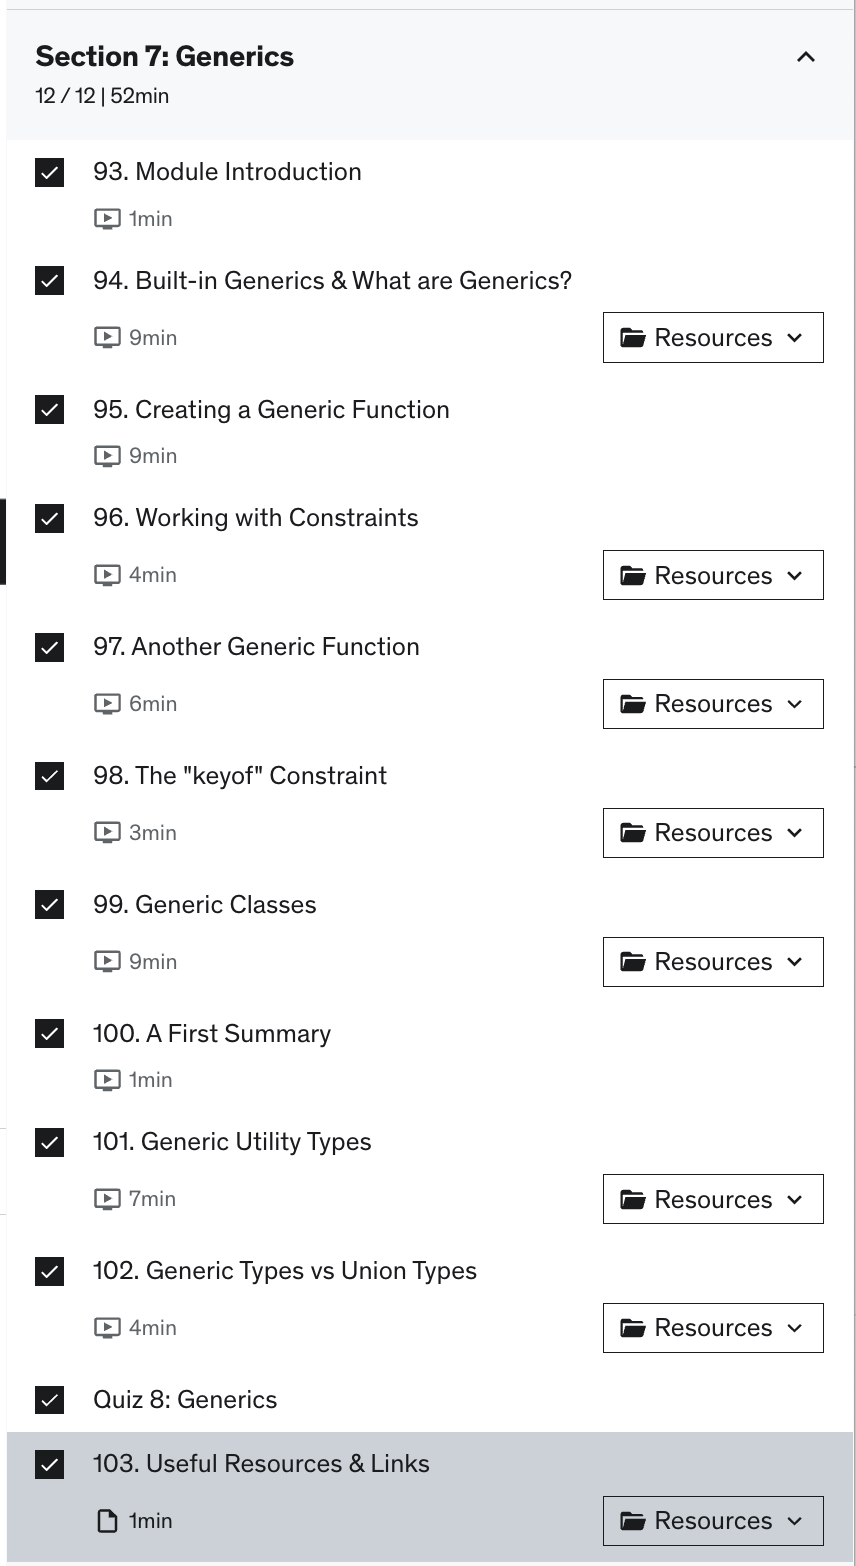 Section 7: Generics
12 / 12 | 52min
93. Module Introduction
1min
94. Built-in Generics & What are Generics?
9min
Resources
95. Creating a Generic Function
9min
96. Working with Constraints
4min
Resources
97. Another Generic Function
6min
Resources
98. The "keyof" Constraint
3min
Resources
99. Generic Classes
9min
Resources
100. A First Summary
1min
101. Generic Utility Types
7min
Resources
102. Generic Types vs Union Types
4min
Resources
Quiz 8: Generics
103. Useful Resources & Links
1min
Resources